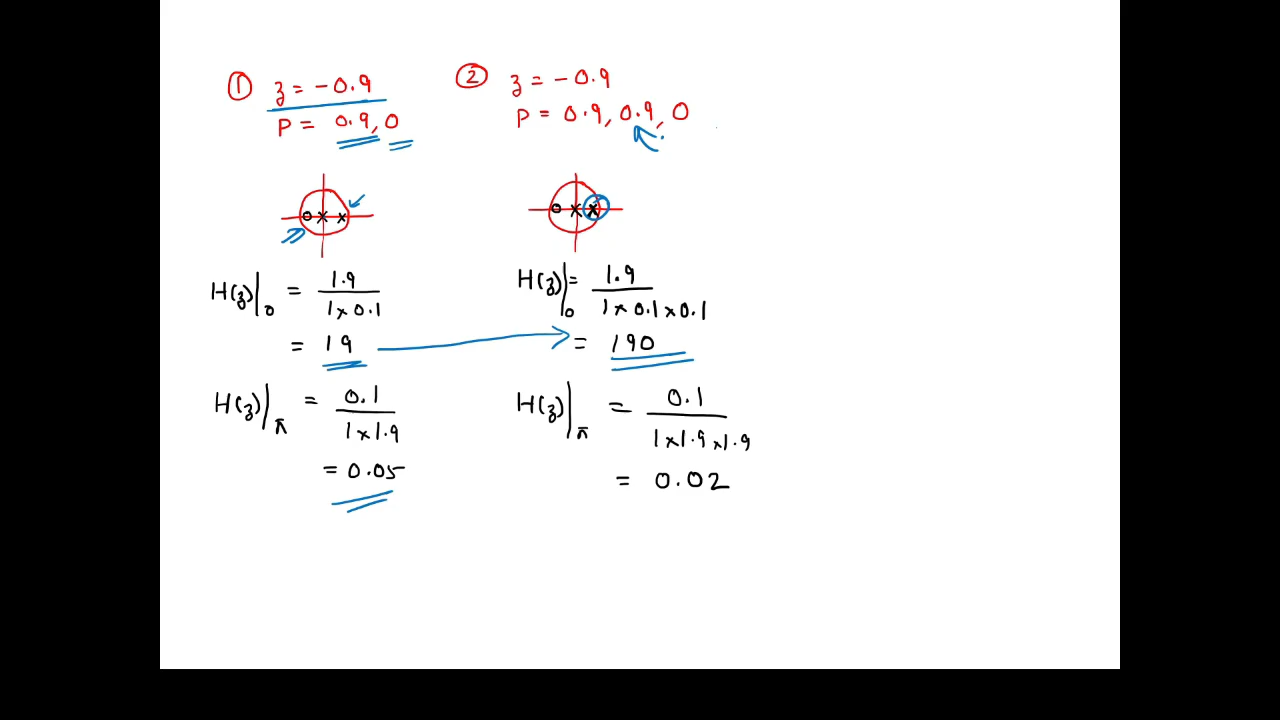 ① z = -0.9
P = 0.9, 0
H(z)|₀ = 1.9 / 1 x 0.1
= 19
H(z)|π = 0.1 / 1 x 1.9
= 0.05
② z = -0.9
P = 0.9, 0.9, 0
H(z)|₀ = 1.9 / 1 x 0.1 x 0.1
= 190
H(z)|π = 0.1 / 1 x 1.9 x 1.9
= 0.02